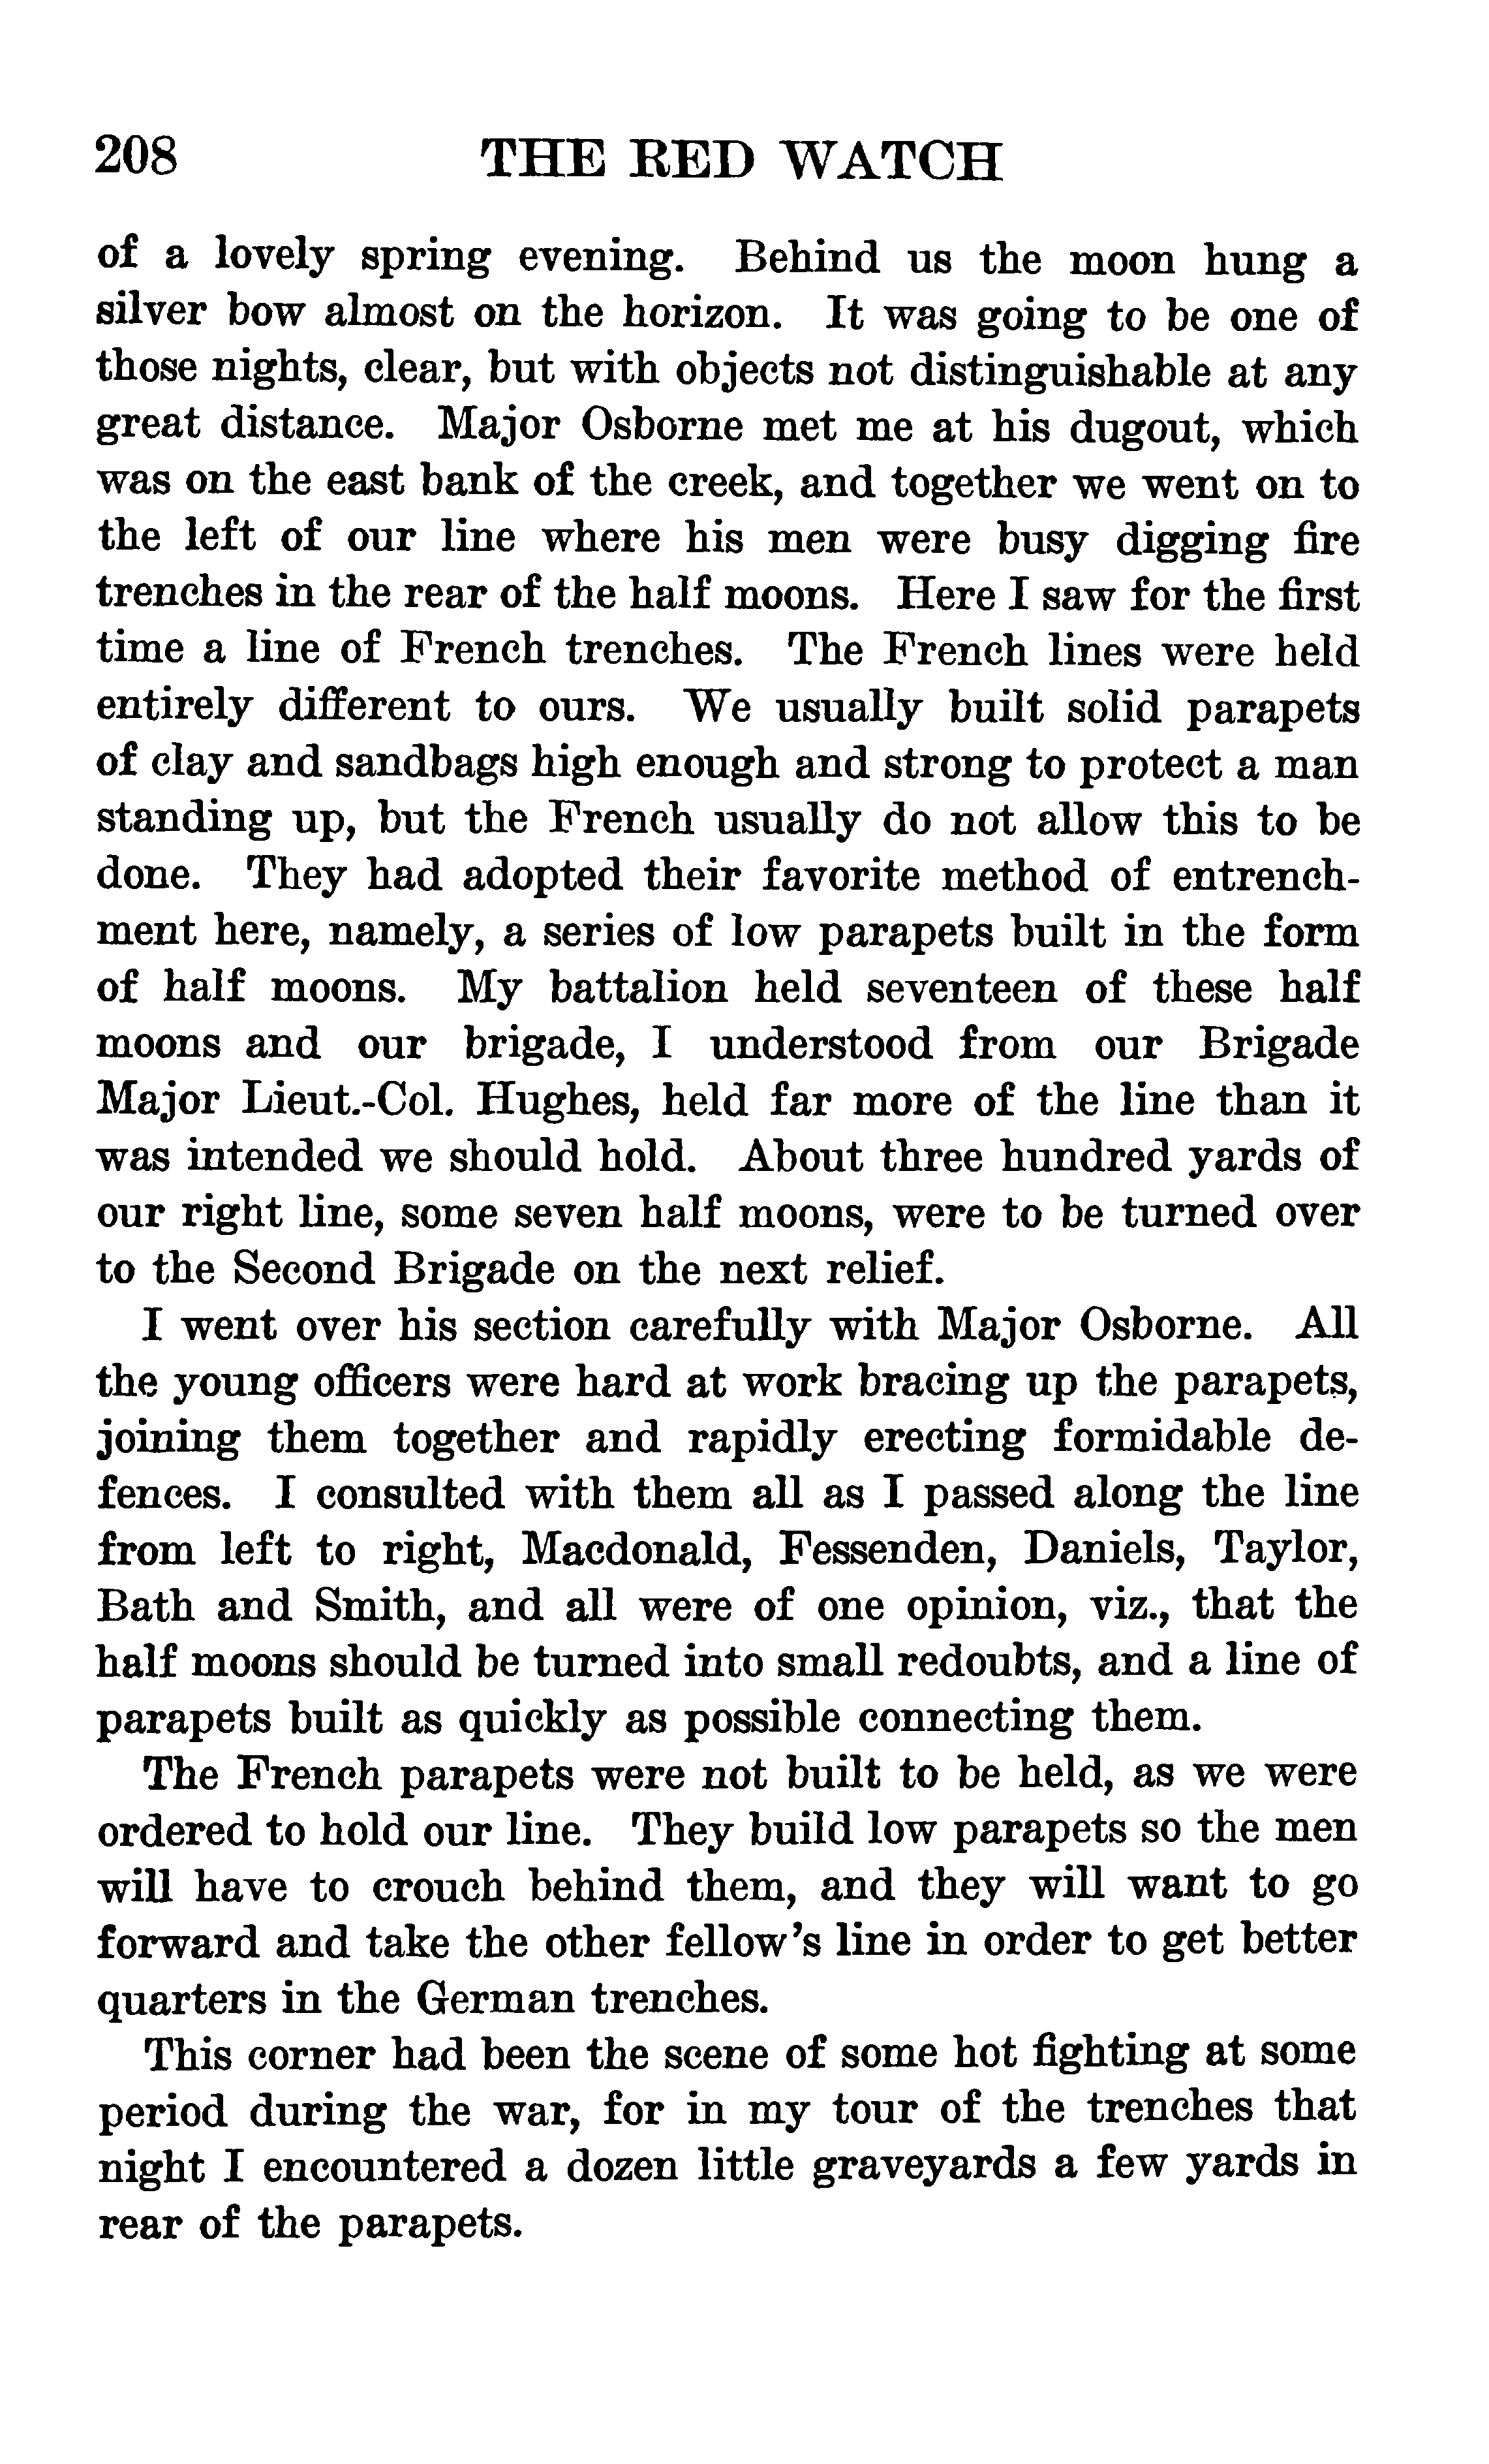 208 THE RED WATCH
of a lovely spring evening. Behind us the moon hung a
silver bow almost on the horizon. It was going to be one of
those nights, clear, but with objects not distinguishable at any
great distance. Major Osborne met me at his dugout, which
was on the east bank of the creek, and together we went on to
the left of our line where his men were busy digging fire
trenches in the rear of the half moons. Here I saw for the first
time a line of French trenches. The French lines were held
entirely different to ours. We usually built solid parapets
of clay and sandbags high enough and strong to protect a man
standing up, but the French usually do not allow this to be
done. They had adopted their favorite method of entrench-
ment here, namely, a series of low parapets built in the form
of half moons. My battalion held seventeen of these half
moons and our brigade, I understood from our Brigade
Major Lieut.-Col. Hughes, held far more of the line than it
was intended we should hold. About three hundred yards of
our right line, some seven half moons, were to be turned over
to the Second Brigade on the next relief.
I went over his section carefully with Major Osborne. All
the young officers were hard at work bracing up the parapets,
joining them together and rapidly erecting formidable de-
fences. I consulted with them all as I passed along the line
from left to right, Macdonald, Fessenden, Daniels, Taylor,
Bath and Smith, and all were of one opinion, viz., that the
half moons should be turned into small redoubts, and a line of
parapets built as quickly as possible connecting them.
The French parapets were not built to be held, as we were
ordered to hold our line. They build low parapets so the men
will have to crouch behind them, and they will want to go
forward and take the other fellow's line in order to get better
quarters in the German trenches.
This corner had been the scene of some hot fighting at some
period during the war, for in my tour of the trenches that
night I encountered a dozen little graveyards a few yards in
rear of the parapets.